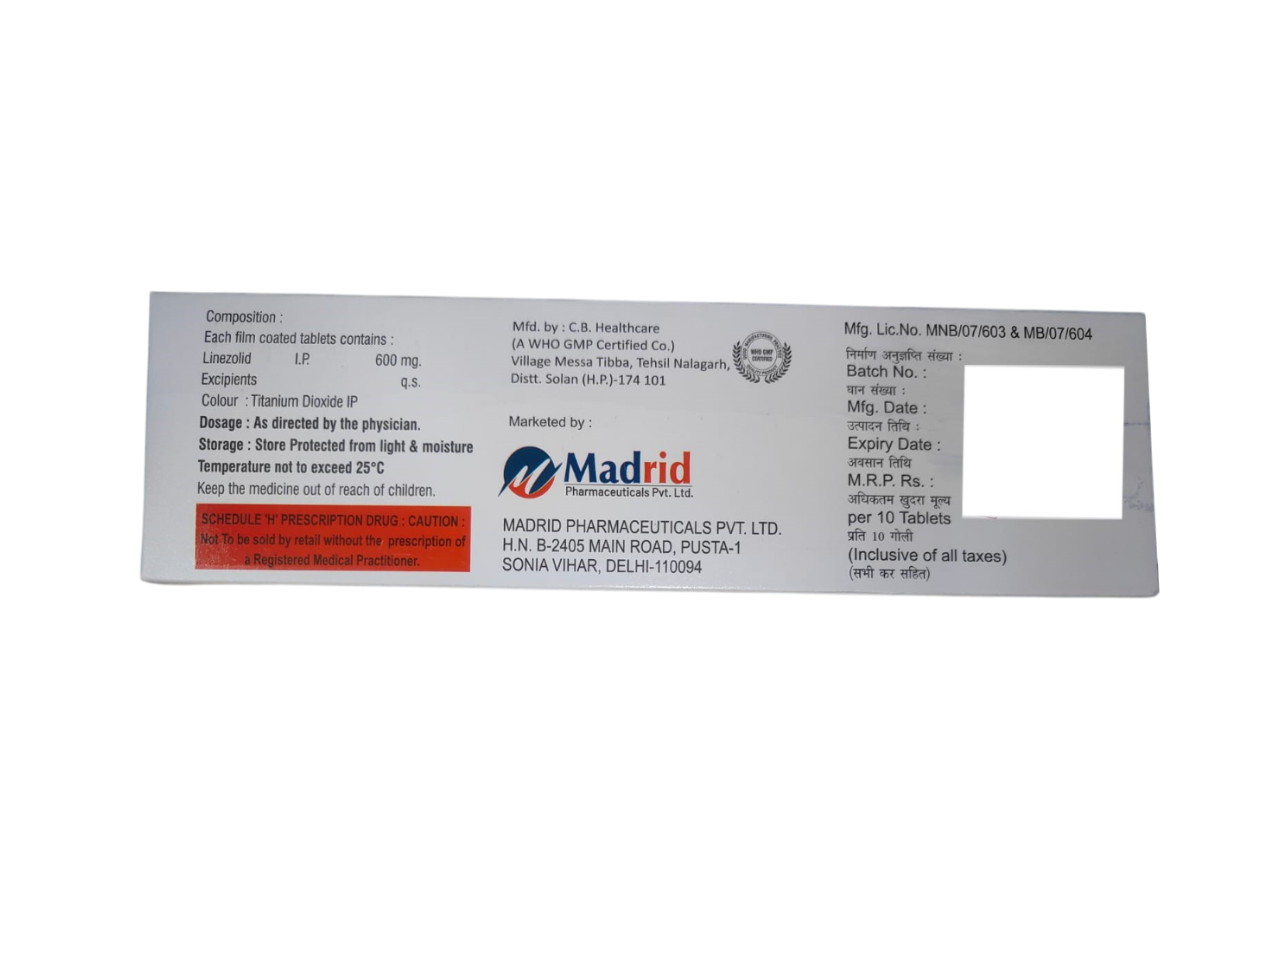 Composition :
Each film coated tablets contains :
Linezolid I.P. 600 mg.
Excipients q.s.
Colour : Titanium Dioxide IP
Dosage : As directed by the physician.
Storage : Store Protected from light & moisture
Temperature not to exceed 25°C
Keep the medicine out of reach of children.
SCHEDULE 'H' PRESCRIPTION DRUG : CAUTION :
Not To be sold by retail without the prescription of
a Registered Medical Practitioner.
Mfd. by : C.B. Healthcare
(A WHO GMP Certified Co.)
Village Messa Tibba, Tehsil Nalagarh,
Distt. Solan (H.P.)-174 101
WHO GMP
CERTIFIED
Marketed by :
Madrid
Pharmaceuticals Pvt. Ltd.
MADRID PHARMACEUTICALS PVT. LTD.
H.N. B-2405 MAIN ROAD, PUSTA-1
SONIA VIHAR, DELHI-110094
Mfg. Lic.No. MNB/07/603 & MB/07/604
निर्माण अनुज्ञप्ति संख्या :
Batch No. :
घान संख्या :
Mfg. Date :
उत्पादन तिथि :
Expiry Date :
अवसान तिथि
M.R.P. Rs. :
अधिकतम खुदरा मूल्य
per 10 Tablets
प्रति 10 गोली
(Inclusive of all taxes)
(सभी कर सहित)